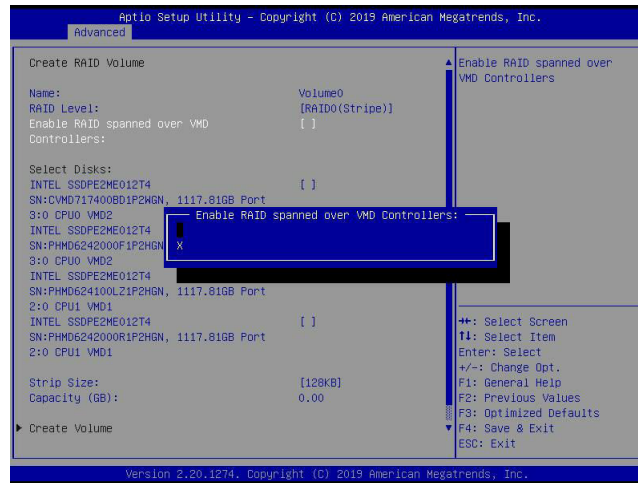 Aptio Setup Utility – Copyright (C) 2019 American Megatrends, Inc.
Advanced
Create RAID Volume
Name: Volume0
RAID Level: [RAID0(Stripe)]
Enable RAID spanned over VMD [ ]
Controllers:
Select Disks:
INTEL SSDPE2ME012T4 [ ]
SN:CVMD717400BD1P2WGN, 1117.81GB Port
3:0 CPU0 VMD2
INTEL SSDPE2ME012T4
SN:PHMD6242000F1P2HGN
3:0 CPU0 VMD2
INTEL SSDPE2ME012T4
SN:PHMD624100LZ1P2HGN, 1117.81GB Port
2:0 CPU1 VMD1
INTEL SSDPE2ME012T4 [ ]
SN:PHMD6242000R1P2HGN, 1117.81GB Port
2:0 CPU1 VMD1
Strip Size: [128KB]
Capacity (GB): 0.00
Create Volume
Enable RAID spanned over VMD Controllers:
X
Enable RAID spanned over
VMD Controllers
→←: Select Screen
↑↓: Select Item
Enter: Select
+/-: Change Opt.
F1: General Help
F2: Previous Values
F3: Optimized Defaults
F4: Save & Exit
ESC: Exit
Version 2.20.1274. Copyright (C) 2019 American Megatrends, Inc.